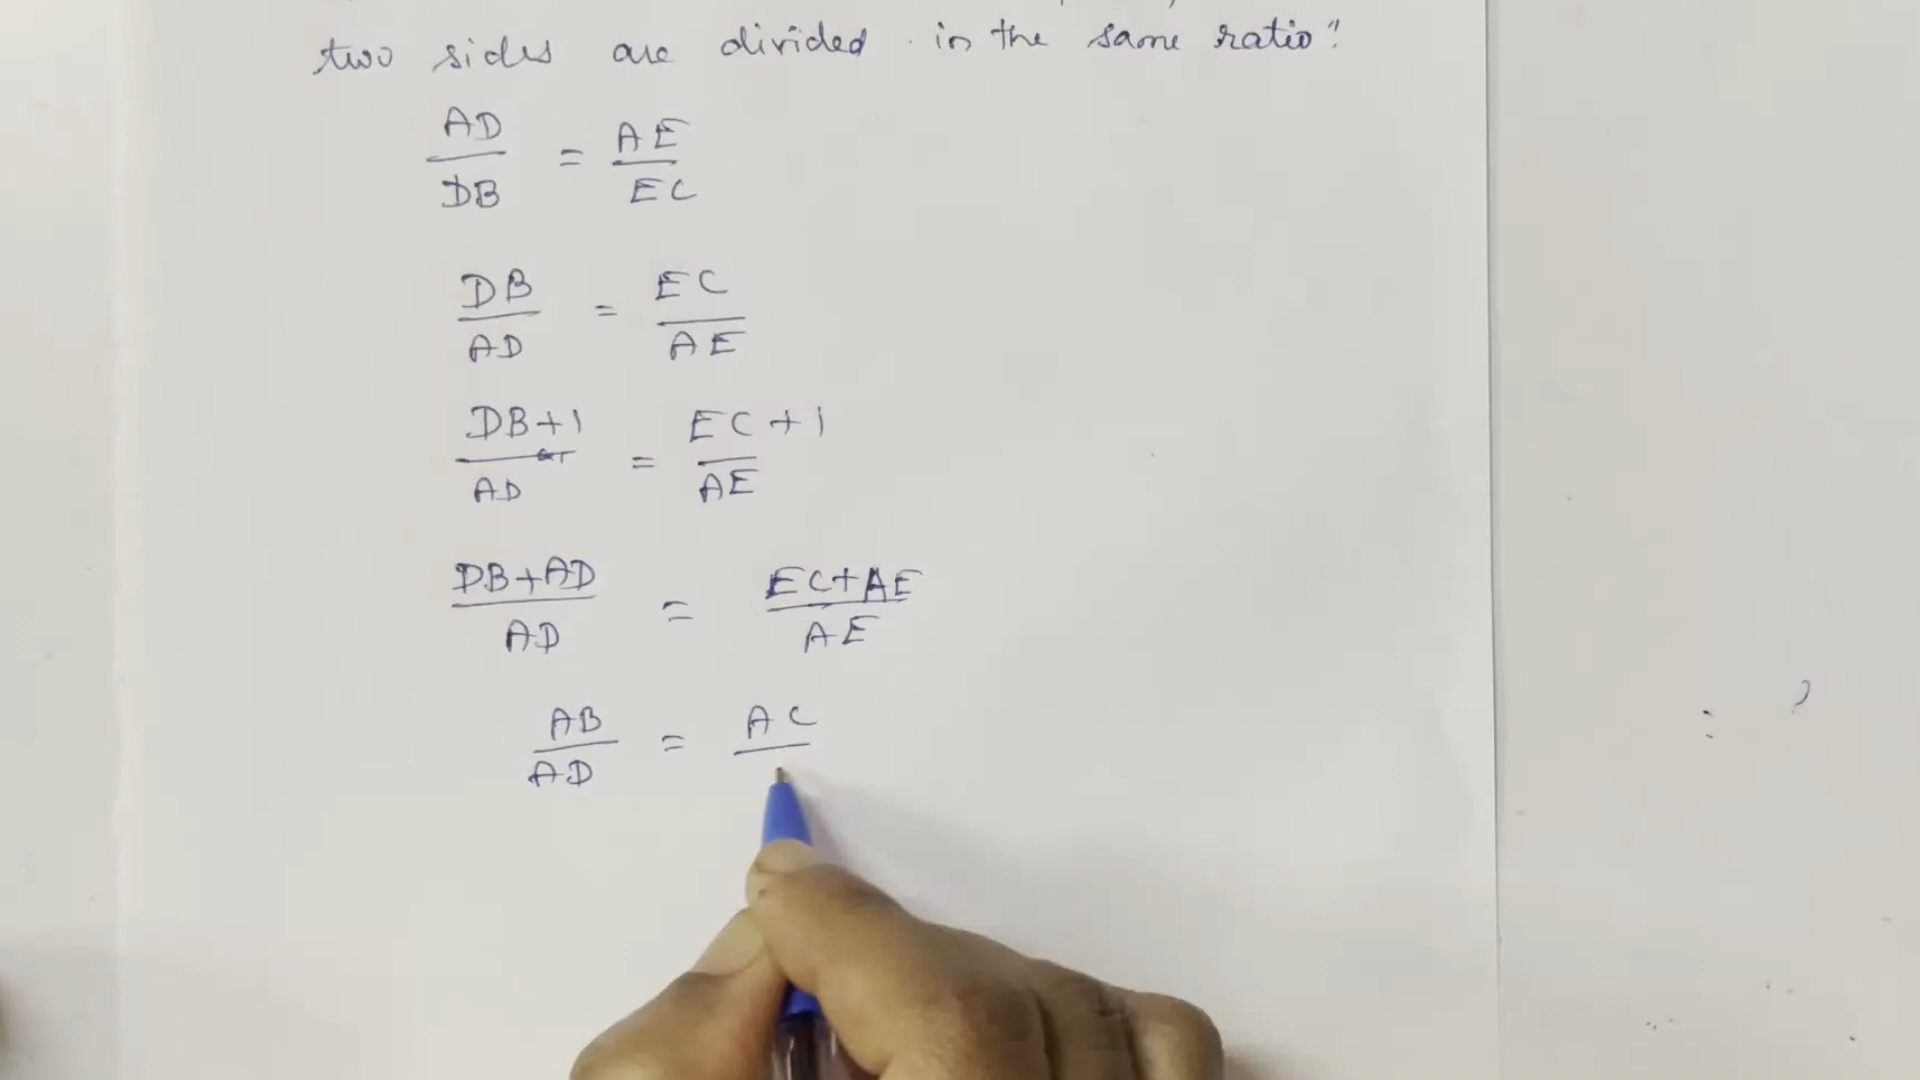 two sides are divided in the same ratio"
AD/DB = AE/EC
DB/AD = EC/AE
DB+1/AD = EC+1/AE
DB+AD/AD = EC+AE/AE
AB/AD = AC